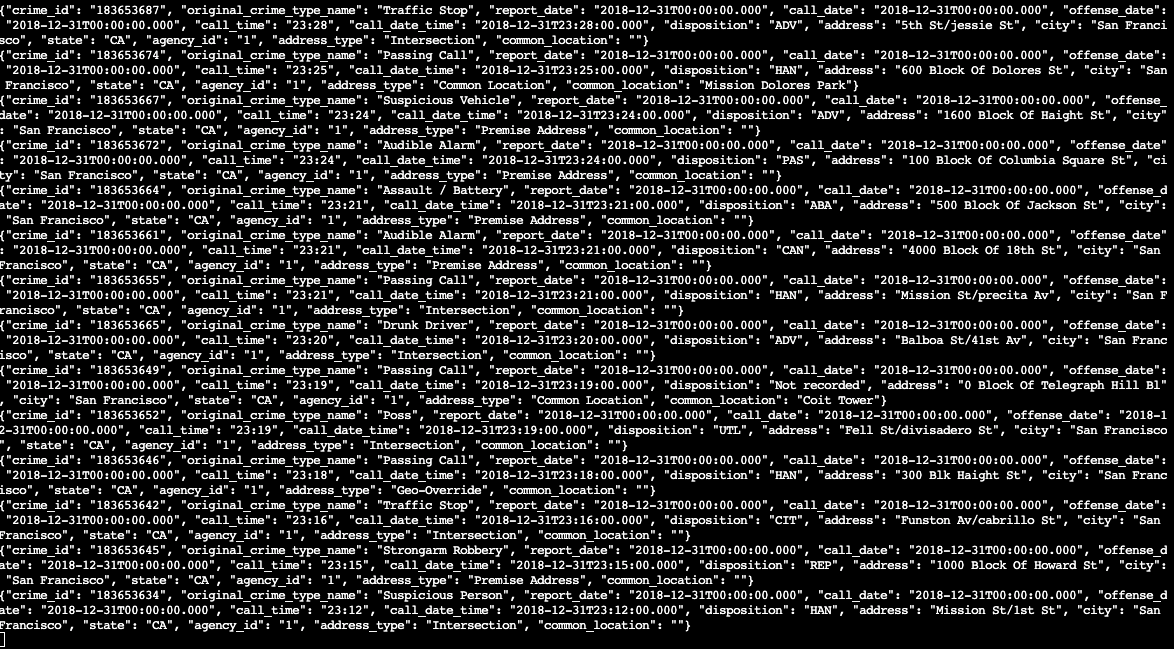 {"crime_id": "183653687", "original_crime_type_name": "Traffic Stop", "report_date": "2018-12-31T00:00:00.000", "call_date": "2018-12-31T00:00:00.000", "offense_date":
"2018-12-31T00:00:00.000", "call_time": "23:28", "call_date_time": "2018-12-31T23:28:00.000", "disposition": "ADV", "address": "5th St/jessie St", "city": "San Franci
sco", "state": "CA", "agency_id": "1", "address_type": "Intersection", "common_location": ""}
{"crime_id": "183653674", "original_crime_type_name": "Passing Call", "report_date": "2018-12-31T00:00:00.000", "call_date": "2018-12-31T00:00:00.000", "offense_date":
"2018-12-31T00:00:00.000", "call_time": "23:25", "call_date_time": "2018-12-31T23:25:00.000", "disposition": "HAN", "address": "600 Block Of Dolores St", "city": "San
Francisco", "state": "CA", "agency_id": "1", "address_type": "Common Location", "common_location": "Mission Dolores Park"}
{"crime_id": "183653667", "original_crime_type_name": "Suspicious Vehicle", "report_date": "2018-12-31T00:00:00.000", "call_date": "2018-12-31T00:00:00.000", "offense_
date": "2018-12-31T00:00:00.000", "call_time": "23:24", "call_date_time": "2018-12-31T23:24:00.000", "disposition": "ADV", "address": "1600 Block Of Haight St", "city"
: "San Francisco", "state": "CA", "agency_id": "1", "address_type": "Premise Address", "common_location": ""}
{"crime_id": "183653672", "original_crime_type_name": "Audible Alarm", "report_date": "2018-12-31T00:00:00.000", "call_date": "2018-12-31T00:00:00.000", "offense_date"
: "2018-12-31T00:00:00.000", "call_time": "23:24", "call_date_time": "2018-12-31T23:24:00.000", "disposition": "PAS", "address": "100 Block Of Columbia Square St", "ci
ty": "San Francisco", "state": "CA", "agency_id": "1", "address_type": "Premise Address", "common_location": ""}
{"crime_id": "183653664", "original_crime_type_name": "Assault / Battery", "report_date": "2018-12-31T00:00:00.000", "call_date": "2018-12-31T00:00:00.000", "offense_d
ate": "2018-12-31T00:00:00.000", "call_time": "23:21", "call_date_time": "2018-12-31T23:21:00.000", "disposition": "ABA", "address": "500 Block Of Jackson St", "city":
"San Francisco", "state": "CA", "agency_id": "1", "address_type": "Premise Address", "common_location": ""}
{"crime_id": "183653661", "original_crime_type_name": "Audible Alarm", "report_date": "2018-12-31T00:00:00.000", "call_date": "2018-12-31T00:00:00.000", "offense_date"
: "2018-12-31T00:00:00.000", "call_time": "23:21", "call_date_time": "2018-12-31T23:21:00.000", "disposition": "CAN", "address": "4000 Block Of 18th St", "city": "San
Francisco", "state": "CA", "agency_id": "1", "address_type": "Premise Address", "common_location": ""}
{"crime_id": "183653655", "original_crime_type_name": "Passing Call", "report_date": "2018-12-31T00:00:00.000", "call_date": "2018-12-31T00:00:00.000", "offense_date":
"2018-12-31T00:00:00.000", "call_time": "23:21", "call_date_time": "2018-12-31T23:21:00.000", "disposition": "HAN", "address": "Mission St/precita Av", "city": "San F
rancisco", "state": "CA", "agency_id": "1", "address_type": "Intersection", "common_location": ""}
{"crime_id": "183653665", "original_crime_type_name": "Drunk Driver", "report_date": "2018-12-31T00:00:00.000", "call_date": "2018-12-31T00:00:00.000", "offense_date":
"2018-12-31T00:00:00.000", "call_time": "23:20", "call_date_time": "2018-12-31T23:20:00.000", "disposition": "ADV", "address": "Balboa St/41st Av", "city": "San Franc
isco", "state": "CA", "agency_id": "1", "address_type": "Intersection", "common_location": ""}
{"crime_id": "183653649", "original_crime_type_name": "Passing Call", "report_date": "2018-12-31T00:00:00.000", "call_date": "2018-12-31T00:00:00.000", "offense_date":
"2018-12-31T00:00:00.000", "call_time": "23:19", "call_date_time": "2018-12-31T23:19:00.000", "disposition": "Not recorded", "address": "0 Block Of Telegraph Hill Bl"
, "city": "San Francisco", "state": "CA", "agency_id": "1", "address_type": "Common Location", "common_location": "Coit Tower"}
{"crime_id": "183653652", "original_crime_type_name": "Poss", "report_date": "2018-12-31T00:00:00.000", "call_date": "2018-12-31T00:00:00.000", "offense_date": "2018-1
2-31T00:00:00.000", "call_time": "23:19", "call_date_time": "2018-12-31T23:19:00.000", "disposition": "UTL", "address": "Fell St/divisadero St", "city": "San Francisco
", "state": "CA", "agency_id": "1", "address_type": "Intersection", "common_location": ""}
{"crime_id": "183653646", "original_crime_type_name": "Passing Call", "report_date": "2018-12-31T00:00:00.000", "call_date": "2018-12-31T00:00:00.000", "offense_date":
"2018-12-31T00:00:00.000", "call_time": "23:18", "call_date_time": "2018-12-31T23:18:00.000", "disposition": "HAN", "address": "300 Blk Haight St", "city": "San Franc
isco", "state": "CA", "agency_id": "1", "address_type": "Geo-Override", "common_location": ""}
{"crime_id": "183653642", "original_crime_type_name": "Traffic Stop", "report_date": "2018-12-31T00:00:00.000", "call_date": "2018-12-31T00:00:00.000", "offense_date":
"2018-12-31T00:00:00.000", "call_time": "23:16", "call_date_time": "2018-12-31T23:16:00.000", "disposition": "CIT", "address": "Funston Av/cabrillo St", "city": "San
Francisco", "state": "CA", "agency_id": "1", "address_type": "Intersection", "common_location": ""}
{"crime_id": "183653645", "original_crime_type_name": "Strongarm Robbery", "report_date": "2018-12-31T00:00:00.000", "call_date": "2018-12-31T00:00:00.000", "offense_d
ate": "2018-12-31T00:00:00.000", "call_time": "23:15", "call_date_time": "2018-12-31T23:15:00.000", "disposition": "REP", "address": "1000 Block Of Howard St", "city":
"San Francisco", "state": "CA", "agency_id": "1", "address_type": "Premise Address", "common_location": ""}
{"crime_id": "183653634", "original_crime_type_name": "Suspicious Person", "report_date": "2018-12-31T00:00:00.000", "call_date": "2018-12-31T00:00:00.000", "offense_d
ate": "2018-12-31T00:00:00.000", "call_time": "23:12", "call_date_time": "2018-12-31T23:12:00.000", "disposition": "HAN", "address": "Mission St/1st St", "city": "San
Francisco", "state": "CA", "agency_id": "1", "address_type": "Intersection", "common_location": ""}